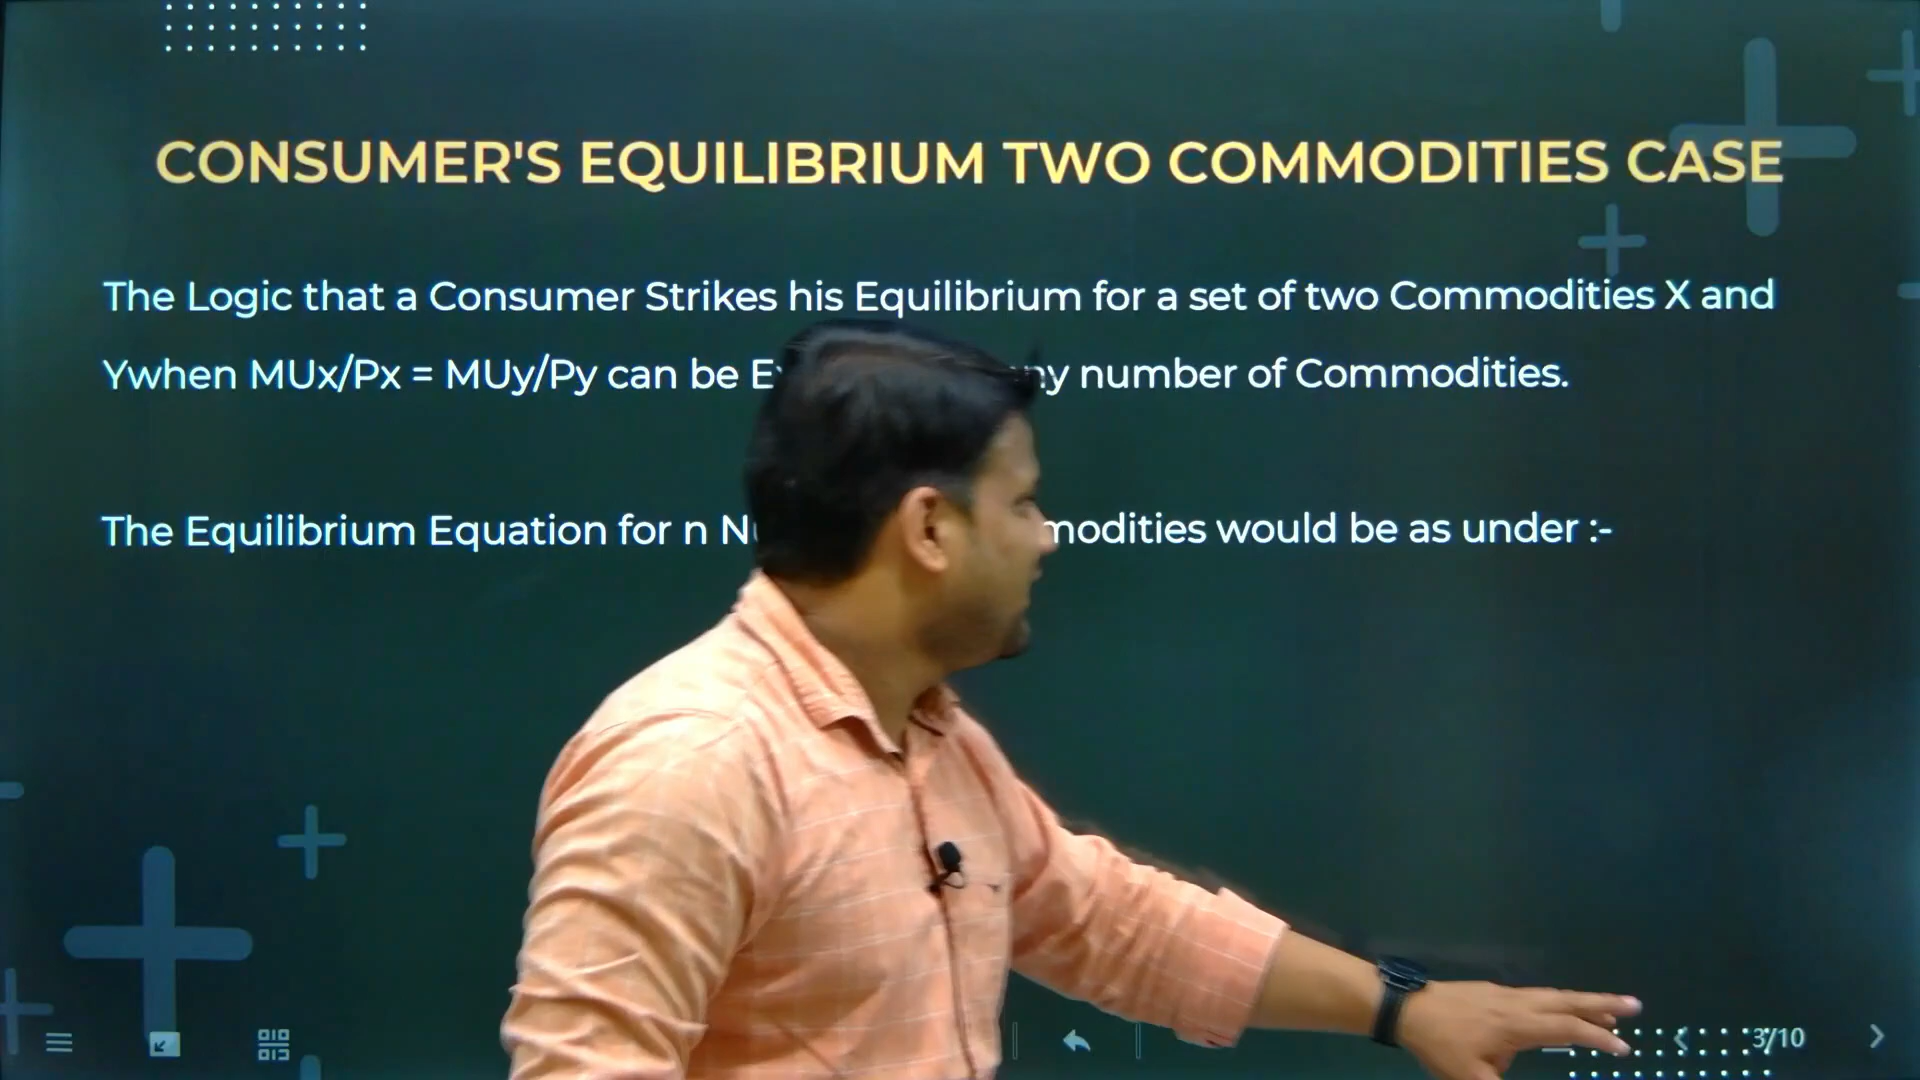 CONSUMER'S EQUILIBRIUM TWO COMMODITIES CASE
The Logic that a Consumer Strikes his Equilibrium for a set of two Commodities X and
Ywhen MUx/Px = MUy/Py can be number of Commodities.
The Equilibrium Equation for n would be as under :-
3/10